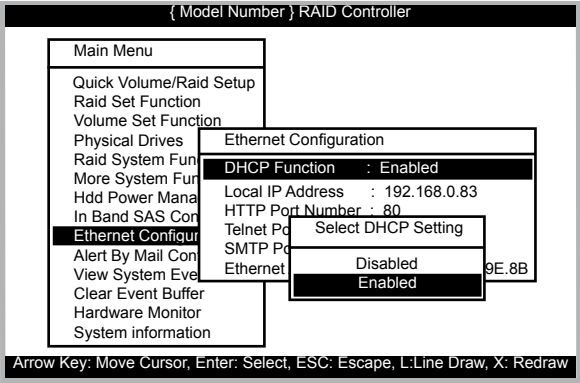 { Model Number } RAID Controller
Main Menu
Quick Volume/Raid Setup
Raid Set Function
Volume Set Function
Physical Drives
Raid System Fun
More System Fun
Hdd Power Mana
In Band SAS Con
Ethernet Configur
Alert By Mail Con
View System Eve
Clear Event Buffer
Hardware Monitor
System information
Ethernet Configuration
DHCP Function : Enabled
Local IP Address : 192.168.0.83
HTTP Port Number : 80
Telnet Po
SMTP Po
Ethernet 9E.8B
Select DHCP Setting
Disabled
Enabled
Arrow Key: Move Cursor, Enter: Select, ESC: Escape, L:Line Draw, X: Redraw